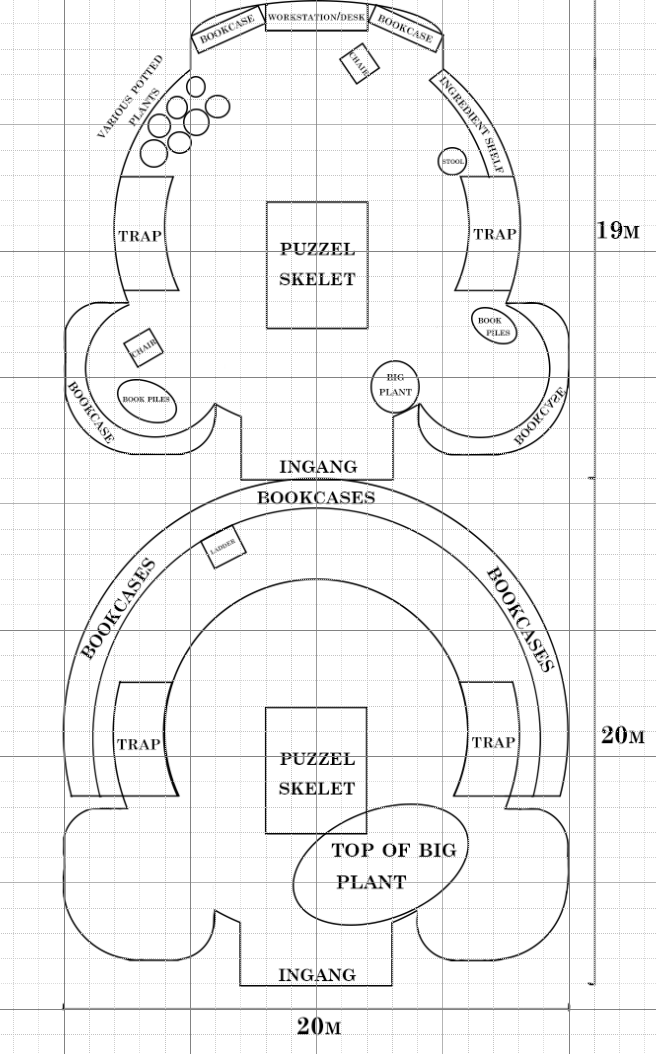 BOOKCASE
WORKSTATION/DESK
BOOKCASE
CHAIR
VARIOUS POTTED
PLANTS
INGREDIENT SHELF
STOOL
TRAP
TRAP
19M
PUZZEL
SKELET
BOOK
PILES
CHAIR
BOOK PILES
BIG
PLANT
BOOKCASE
BOOKCASE
INGANG
BOOKCASES
LADDER
BOOKCASES
BOOKCASES
TRAP
TRAP
20M
PUZZEL
SKELET
TOP OF BIG
PLANT
INGANG
20M